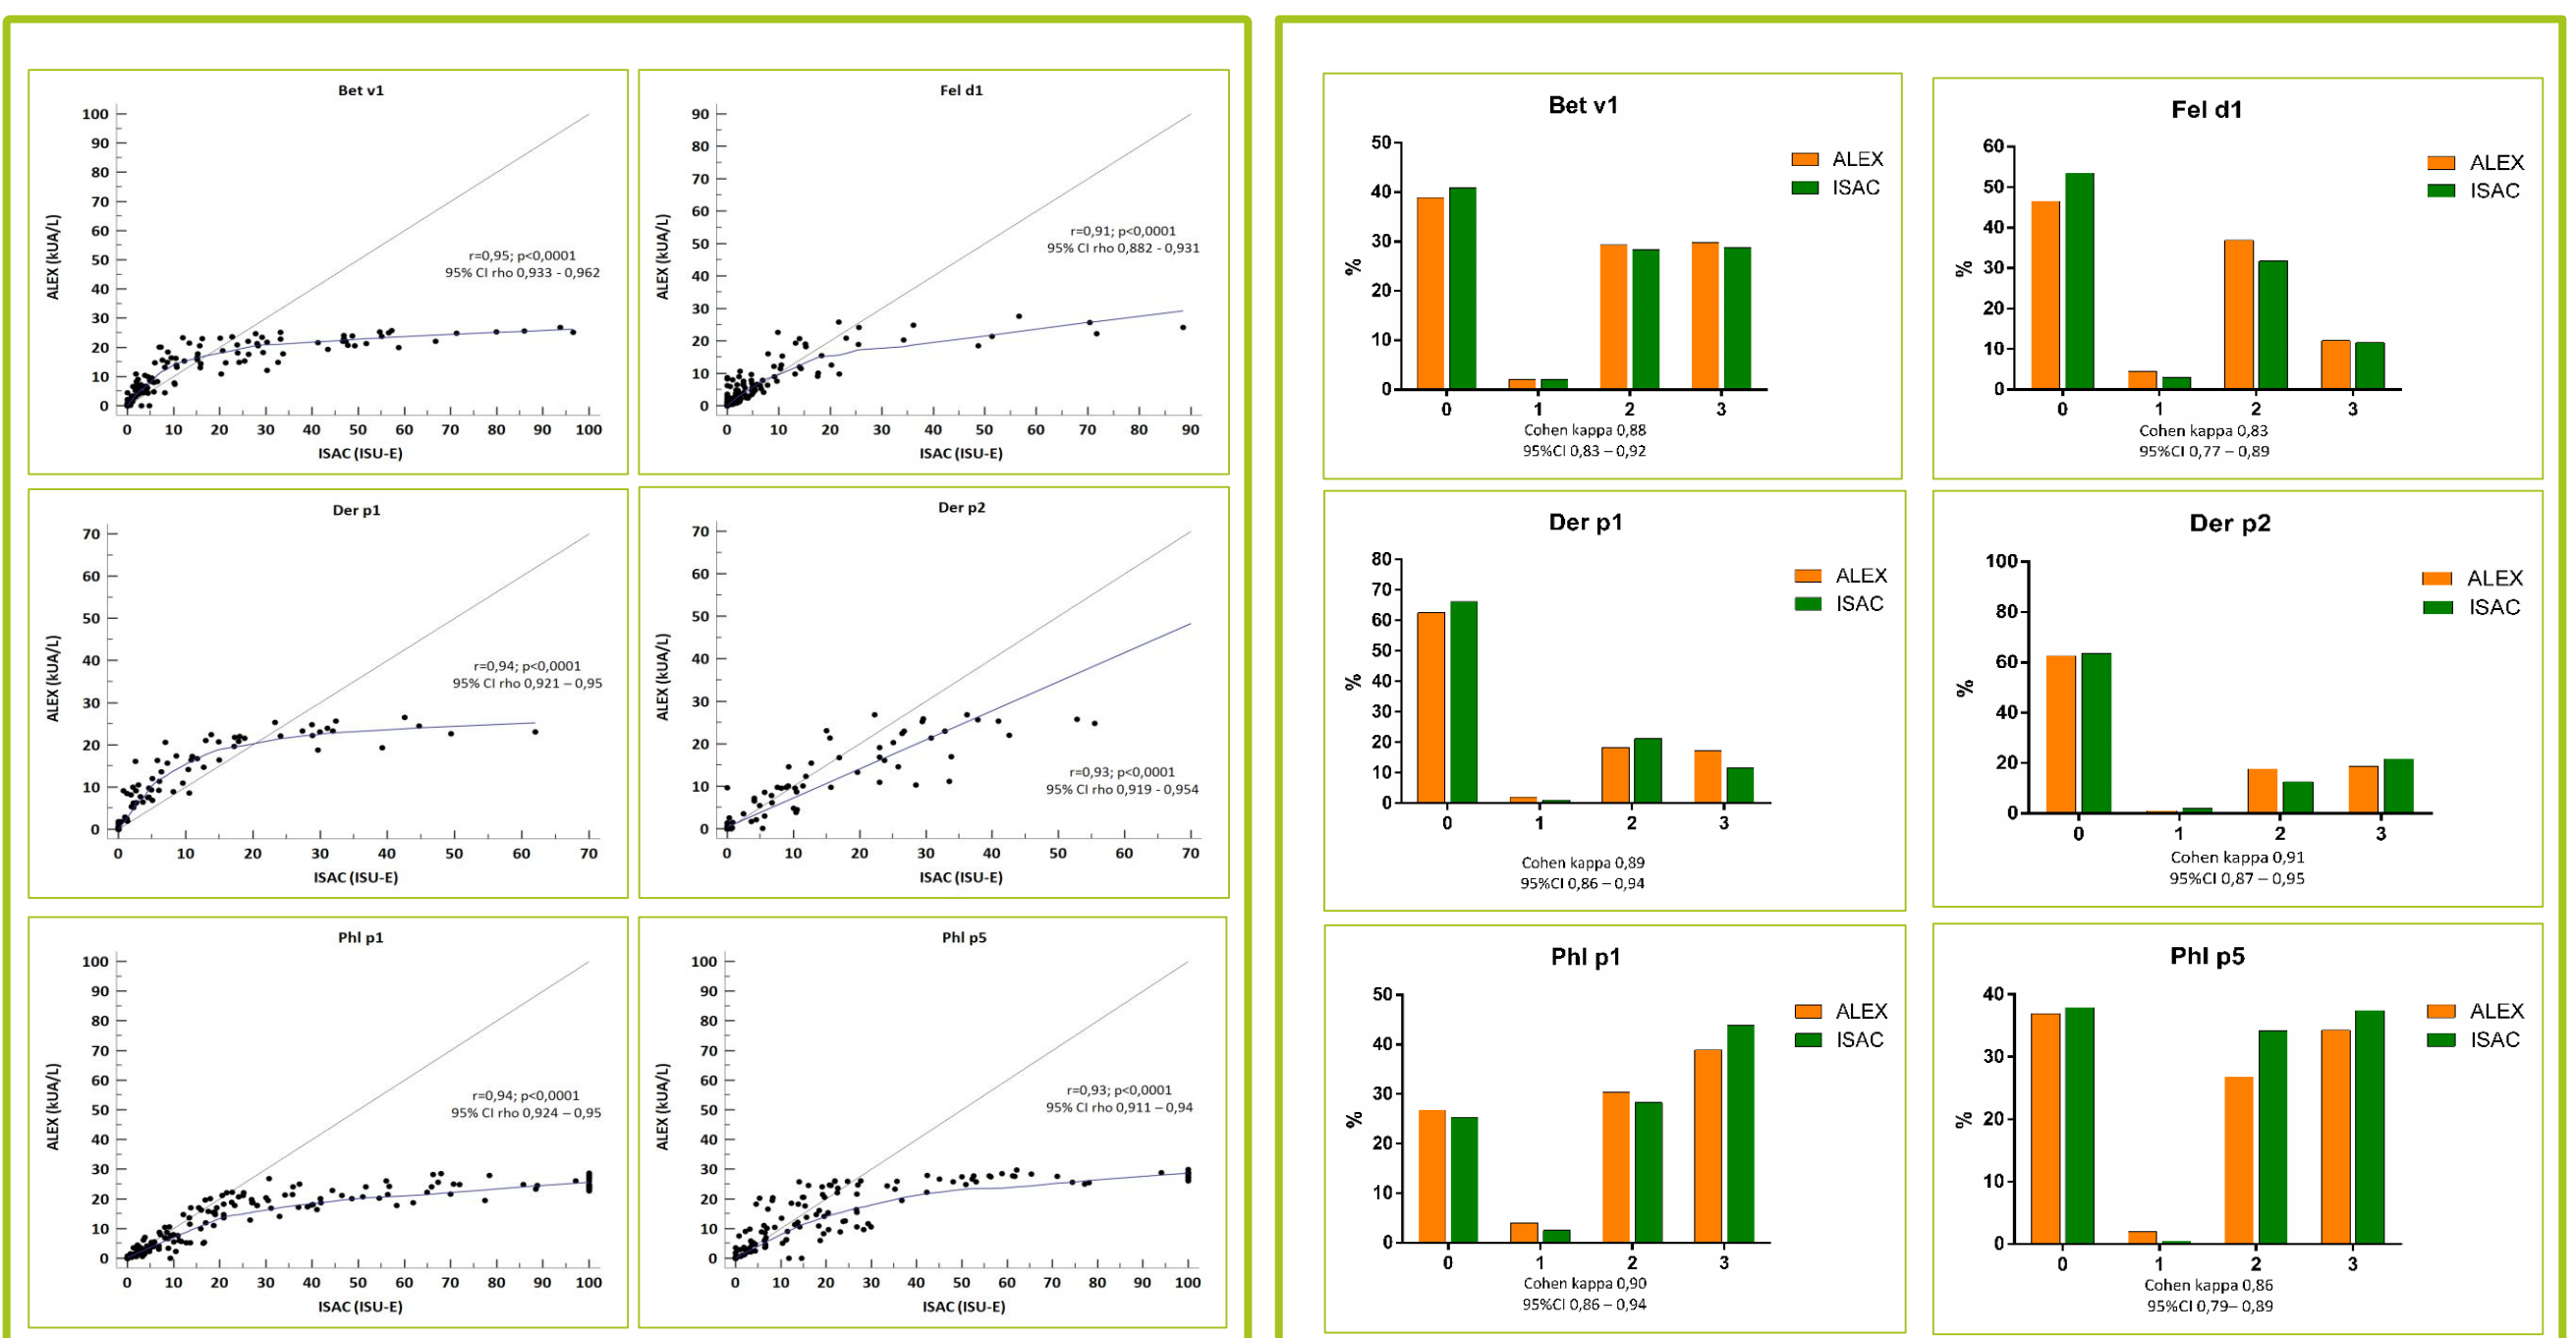 Bet v1
100
90
80
70
60
50
40
30
20
10
0
ALEX (kUA/L)
r=0,95; p<0,0001
95% CI rho 0,933 - 0,962
0 10 20 30 40 50 60 70 80 90 100
ISAC (ISU-E)
Fel d1
90
80
70
60
50
40
30
20
10
0
ALEX (kUA/L)
r=0,91; p<0,0001
95% CI rho 0,882 - 0,931
0 10 20 30 40 50 60 70 80 90
ISAC (ISU-E)
Der p1
70
60
50
40
30
20
10
0
ALEX (kUA/L)
r=0,94; p<0,0001
95% CI rho 0,921 – 0,95
0 10 20 30 40 50 60 70
ISAC (ISU-E)
Der p2
70
60
50
40
30
20
10
0
ALEX (kUA/L)
r=0,93; p<0,0001
95% CI rho 0,919 - 0,954
0 10 20 30 40 50 60 70
ISAC (ISU-E)
Phl p1
100
90
80
70
60
50
40
30
20
10
0
ALEX (kUA/L)
r=0,94; p<0,0001
95% CI rho 0,924 – 0,95
0 10 20 30 40 50 60 70 80 90 100
ISAC (ISU-E)
Phl p5
100
90
80
70
60
50
40
30
20
10
0
ALEX (kUA/L)
r=0,93; p<0,0001
95% CI rho 0,911 – 0,94
0 10 20 30 40 50 60 70 80 90 100
ISAC (ISU-E)
Bet v1
50
40
30
20
10
0
%
ALEX
ISAC
0 1 2 3
Cohen kappa 0,88
95%CI 0,83 – 0,92
Fel d1
60
50
40
30
20
10
0
%
ALEX
ISAC
0 1 2 3
Cohen kappa 0,83
95%CI 0,77 – 0,89
Der p1
80
70
60
50
40
30
20
10
0
%
ALEX
ISAC
0 1 2 3
Cohen kappa 0,89
95%CI 0,86 – 0,94
Der p2
100
80
60
40
20
0
%
ALEX
ISAC
0 1 2 3
Cohen kappa 0,91
95%CI 0,87 – 0,95
Phl p1
50
40
30
20
10
0
%
ALEX
ISAC
0 1 2 3
Cohen kappa 0,90
95%CI 0,86 – 0,94
Phl p5
40
30
20
10
0
%
ALEX
ISAC
0 1 2 3
Cohen kappa 0,86
95%CI 0,79– 0,89